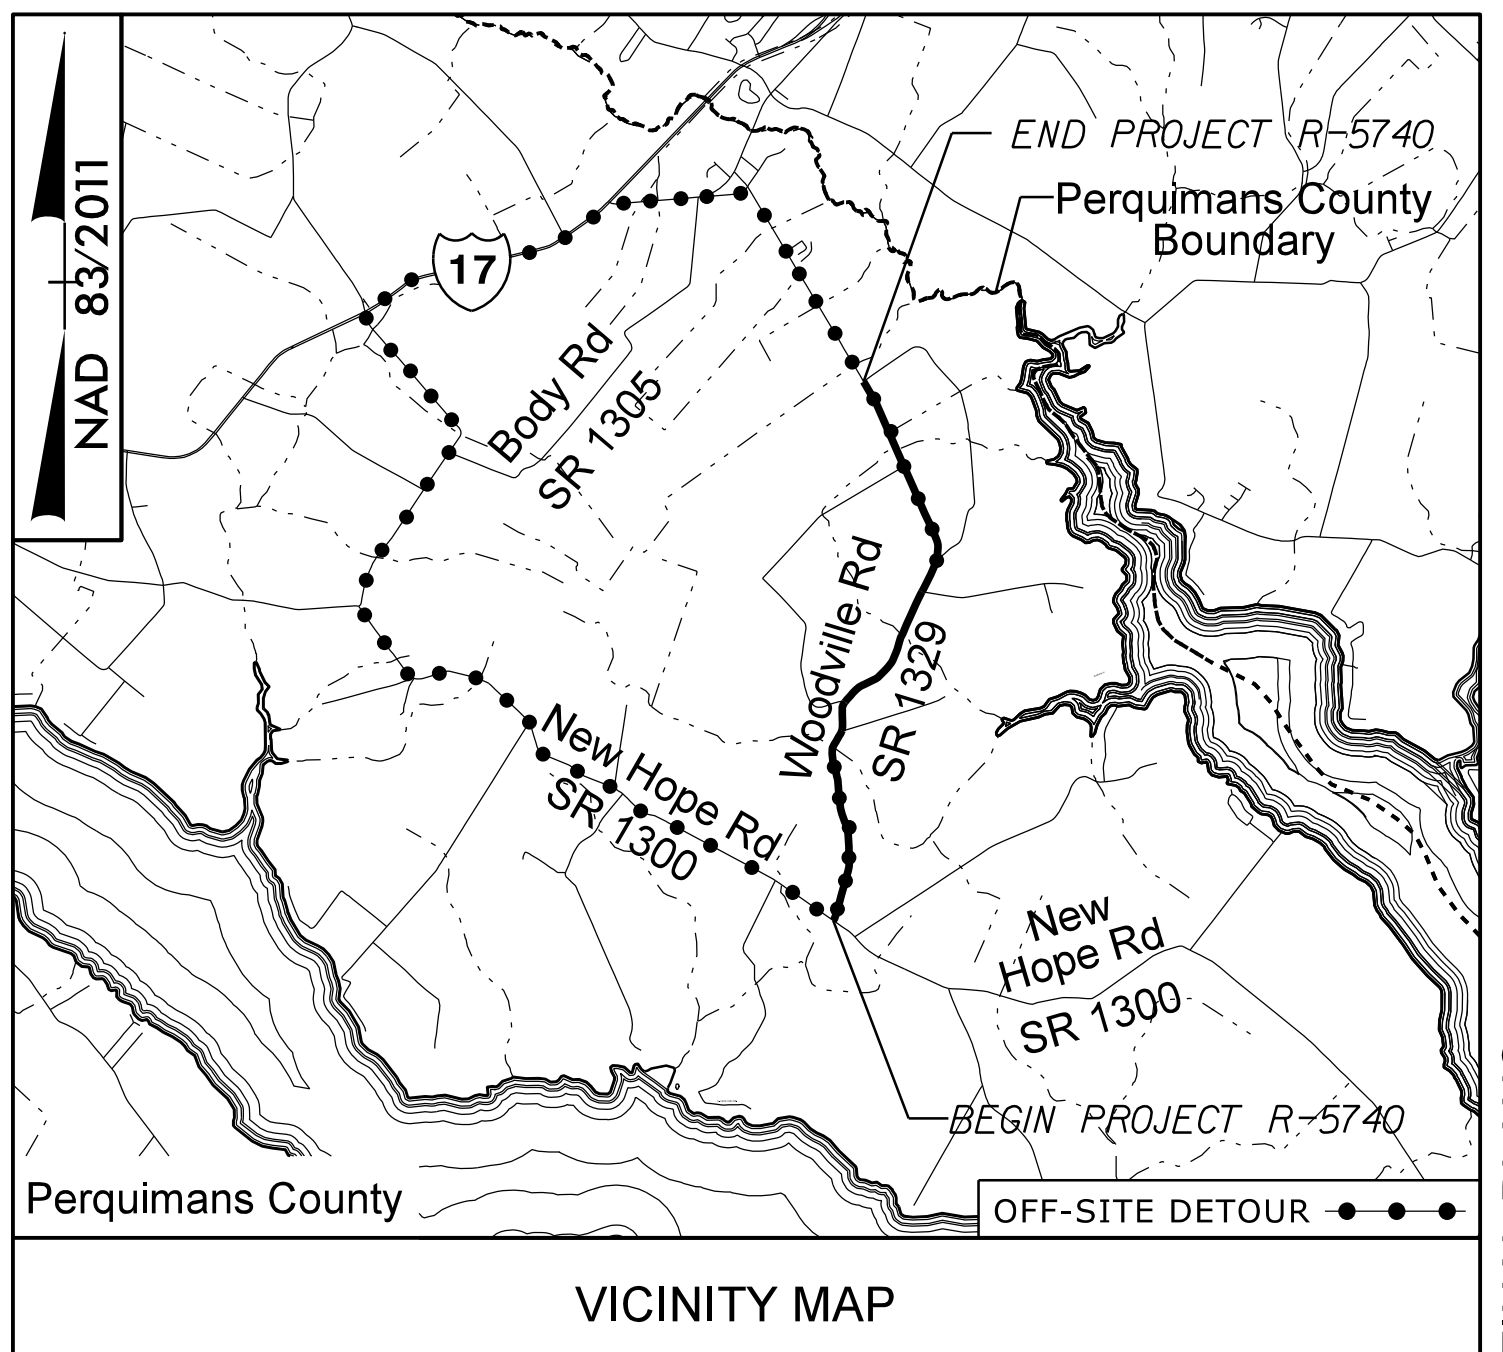 END PROJECT R-5740
Perquimans County
Boundary
NAD 83/2011
17
Body Rd
SR 1305
Woodville Rd
SR 1329
New Hope Rd
SR 1300
New
Hope Rd
SR 1300
BEGIN PROJECT R-5740
Perquimans County
OFF-SITE DETOUR
VICINITY MAP